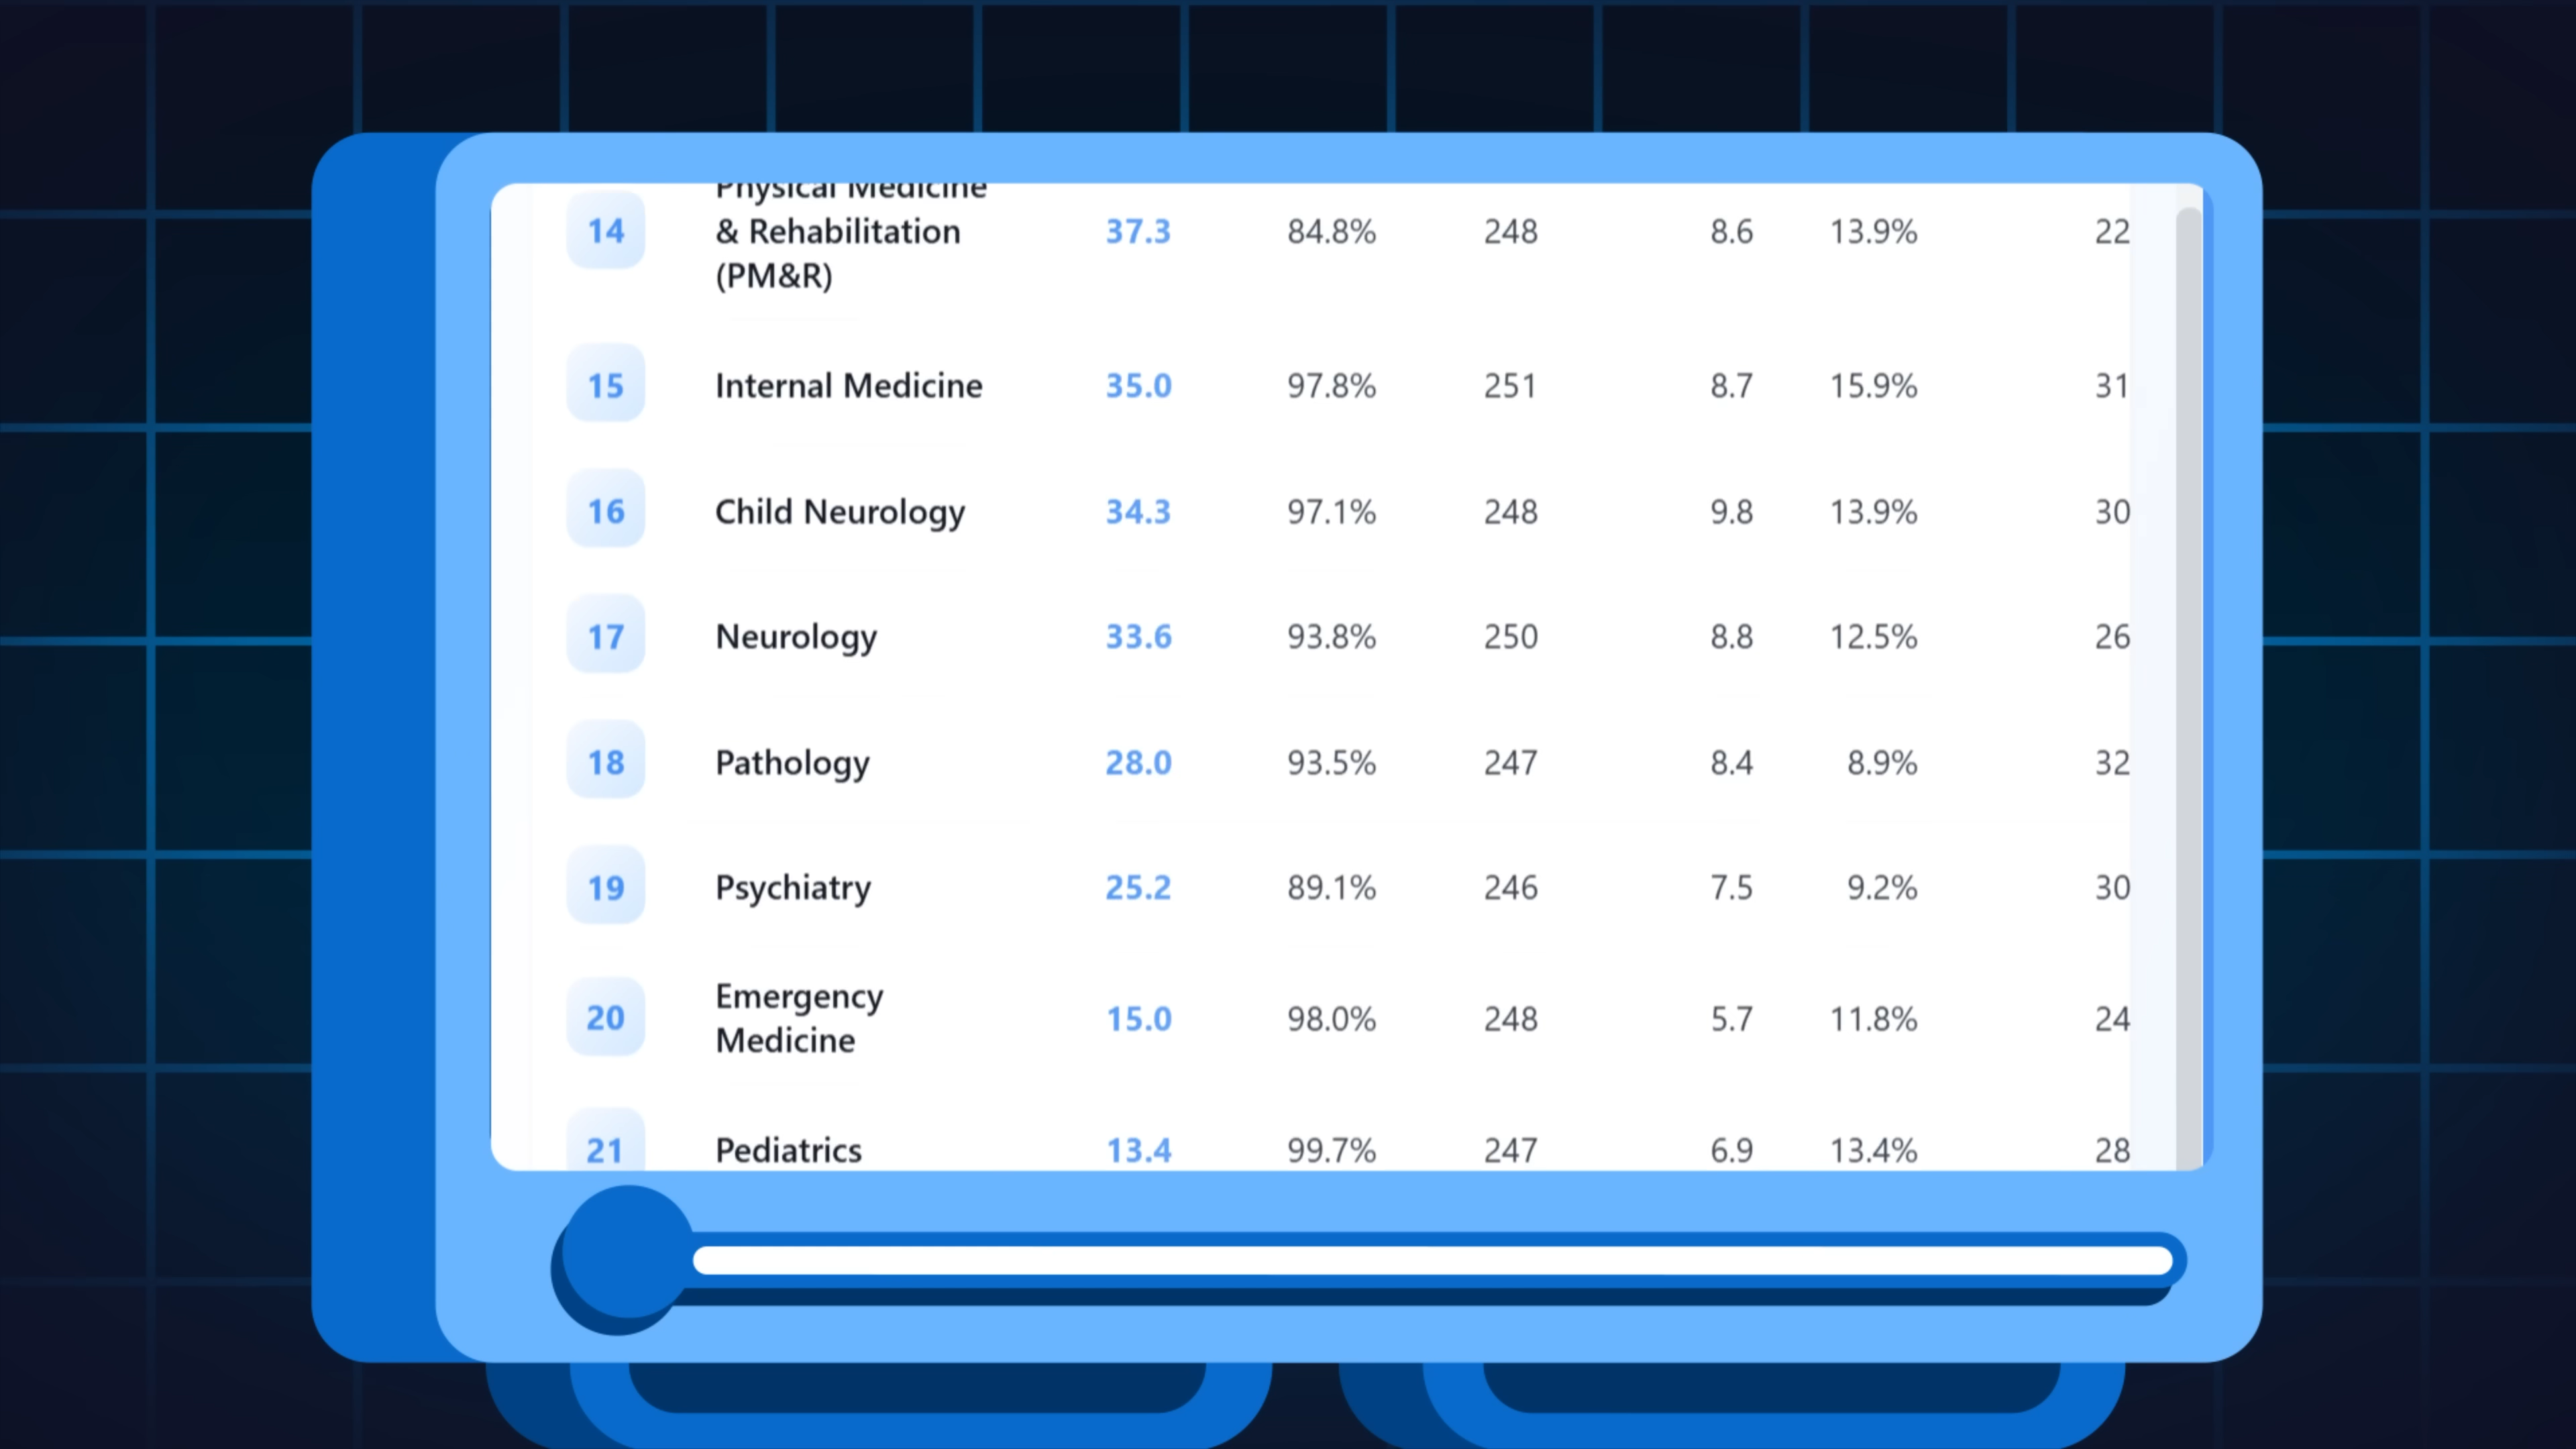 Physical Medicine
14 & Rehabilitation 37.3 84.8% 248 8.6 13.9% 22
(PM&R)
15 Internal Medicine 35.0 97.8% 251 8.7 15.9% 31
16 Child Neurology 34.3 97.1% 248 9.8 13.9% 30
17 Neurology 33.6 93.8% 250 8.8 12.5% 26
18 Pathology 28.0 93.5% 247 8.4 8.9% 32
19 Psychiatry 25.2 89.1% 246 7.5 9.2% 30
Emergency
20 15.0 98.0% 248 5.7 11.8% 24
Medicine
21 Pediatrics 13.4 99.7% 247 6.9 13.4% 28